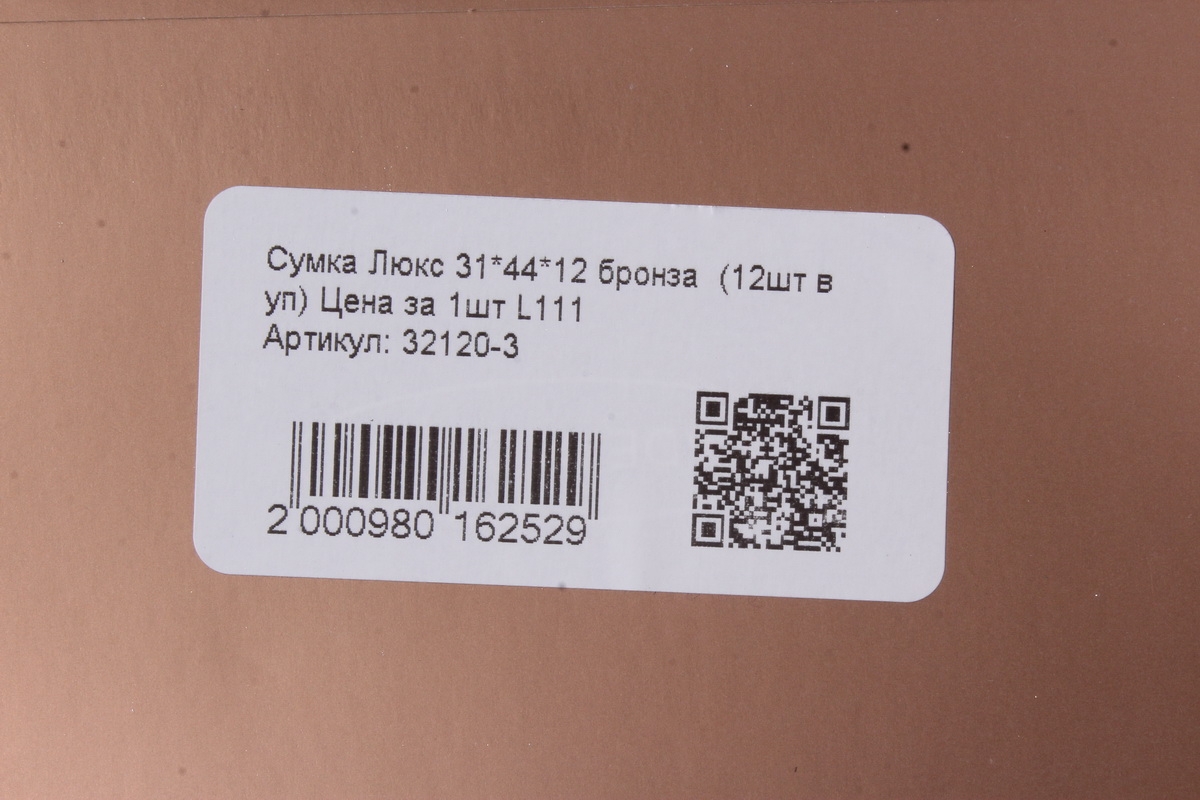 Сумка Люкс 31*44*12 бронза (12шт в
уп) Цена за 1шт L111
Артикул: 32120-3
2 000980 162529